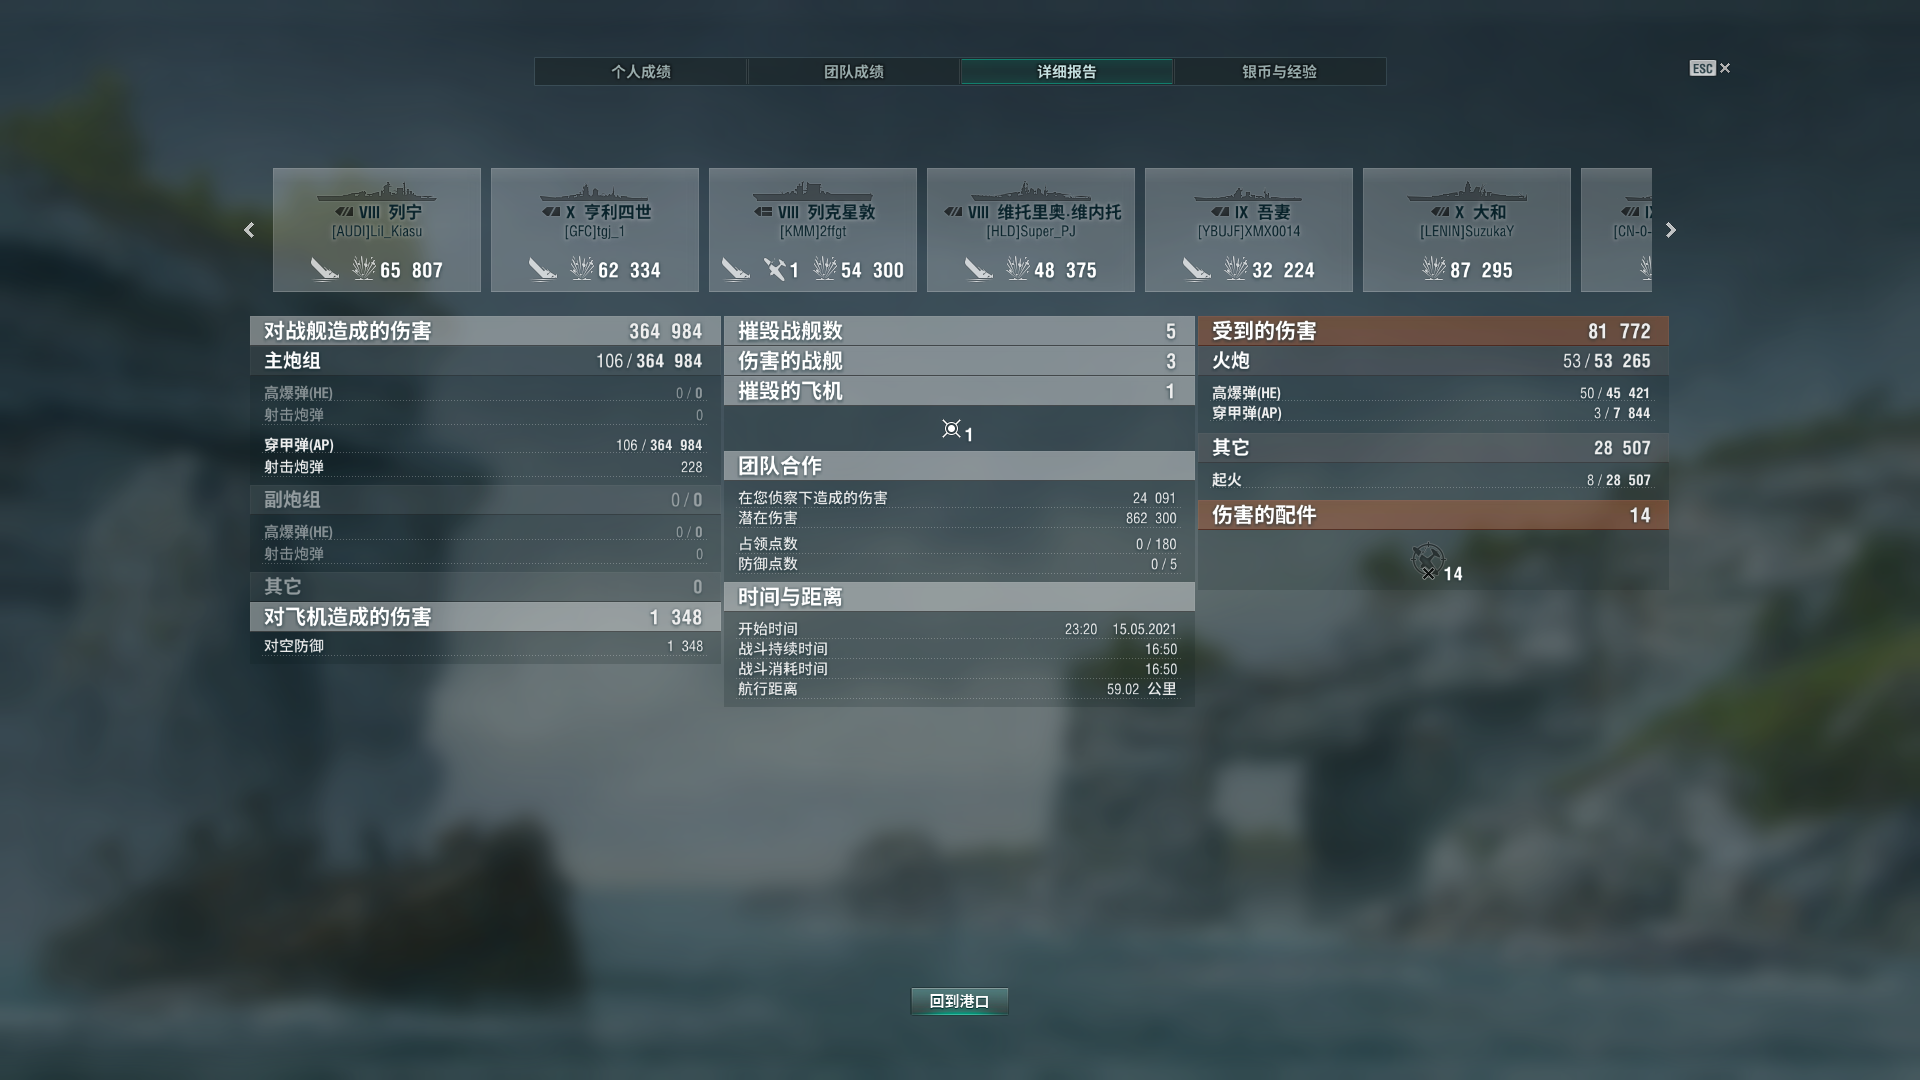 个人成绩
团队成绩
详细报告
银币与经验
ESC
VIII 列宁
[AUDI]Lil_Kiasu
65 807
X 亨利四世
[GFC]tgj_1
62 334
VIII 列克星敦
[KMM]2ffgt
1 54 300
VIII 维托里奥·维内托
[HLD]Super_PJ
48 375
IX 吾妻
[YBUJF]XMX0014
32 224
X 大和
[LENIN]SuzukaY
87 295
[CN-0-
对战舰造成的伤害 364 984
主炮组 106 / 364 984
高爆弹(HE) 0 / 0
射击炮弹 0
穿甲弹(AP) 106 / 364 984
射击炮弹 228
副炮组 0 / 0
高爆弹(HE) 0 / 0
射击炮弹 0
其它 0
对飞机造成的伤害 1 348
对空防御 1 348
摧毁战舰数 5
伤害的战舰 3
摧毁的飞机 1
1
团队合作
在您侦察下造成的伤害 24 091
潜在伤害 862 300
占领点数 0 / 180
防御点数 0 / 5
时间与距离
开始时间 23:20 15.05.2021
战斗持续时间 16:50
战斗消耗时间 16:50
航行距离 59.02 公里
受到的伤害 81 772
火炮 53 / 53 265
高爆弹(HE) 50 / 45 421
穿甲弹(AP) 3 / 7 844
其它 28 507
起火 8 / 28 507
伤害的配件 14
14
回到港口